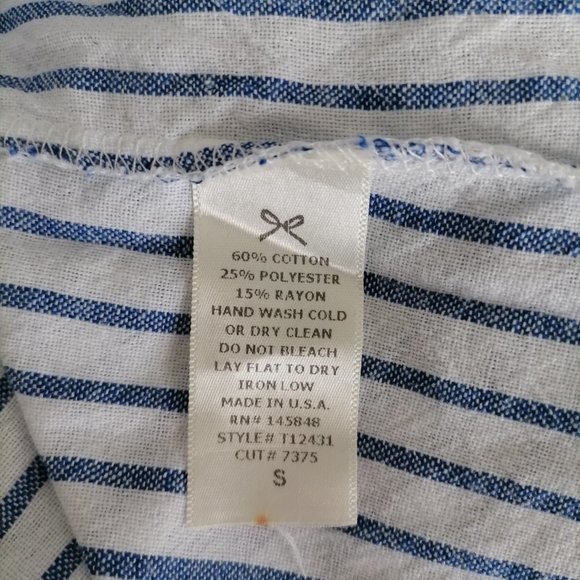 60% COTTON
25% POLYESTER
15% RAYON
HAND WASH COLD
OR DRY CLEAN
DO NOT BLEACH
LAY FLAT TO DRY
IRON LOW
MADE IN U.S.A.
RN# 145848
STYLE# T12431
CUT# 7375
S